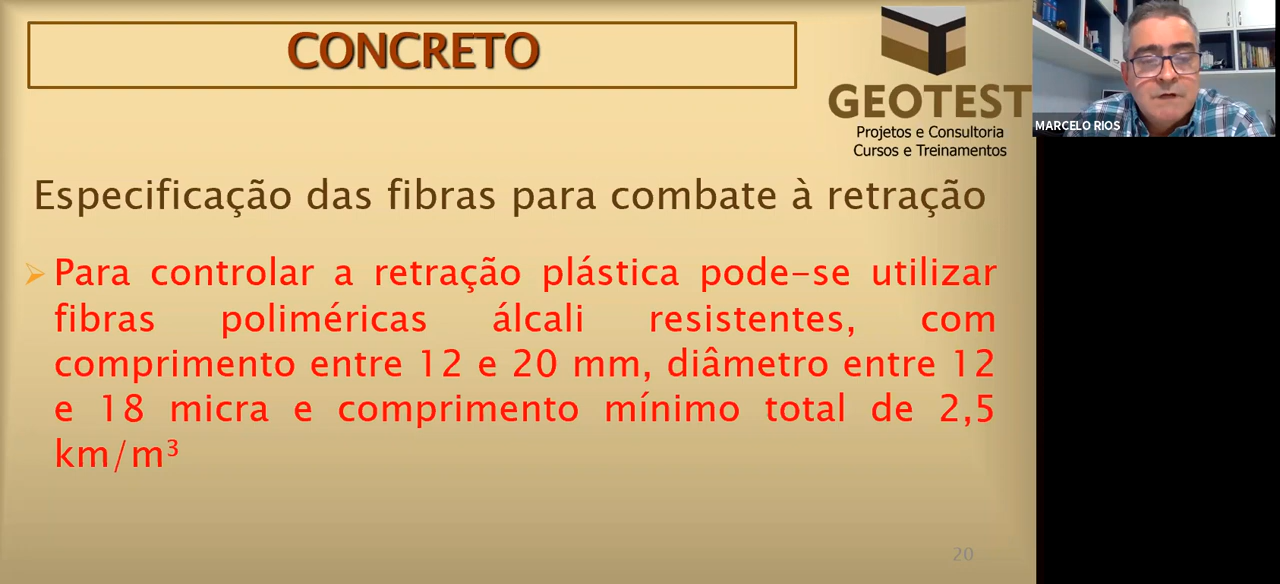 CONCRETO
GEOTEST
Projetos e Consultoria
Cursos e Treinamentos
MARCELO RIOS
Especificação das fibras para combate à retração
Para controlar a retração plástica pode-se utilizar
fibras poliméricas álcali resistentes, com
comprimento entre 12 e 20 mm, diâmetro entre 12
e 18 micra e comprimento mínimo total de 2,5
km/m³
20